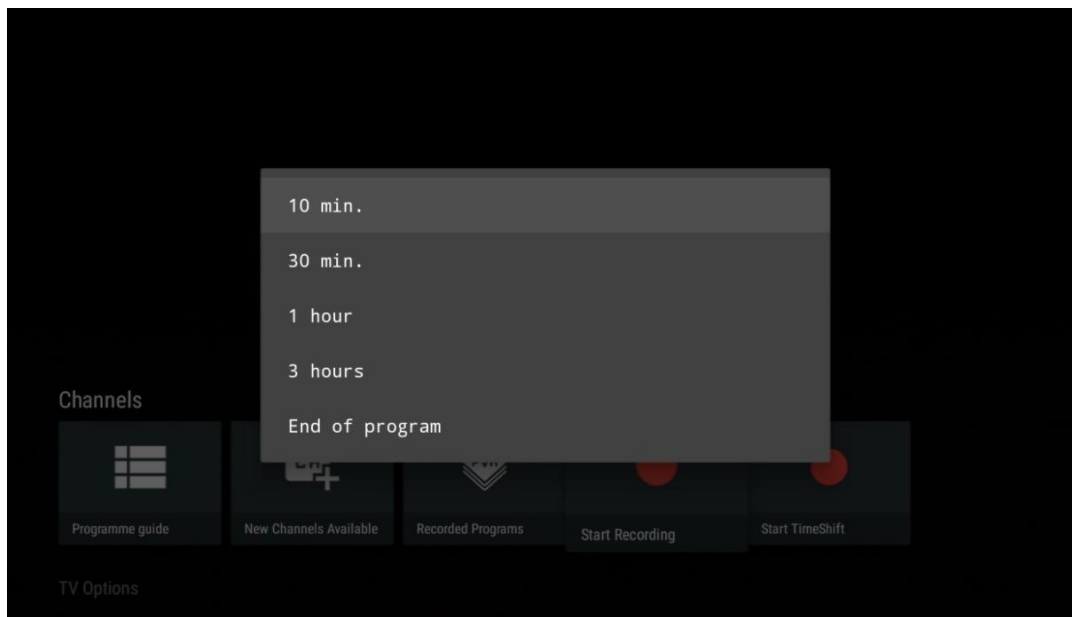 10 min.
30 min.
1 hour
3 hours
End of program
Channels
Programme guide
New Channels Available
Recorded Programs
Start Recording
Start TimeShift
TV Options